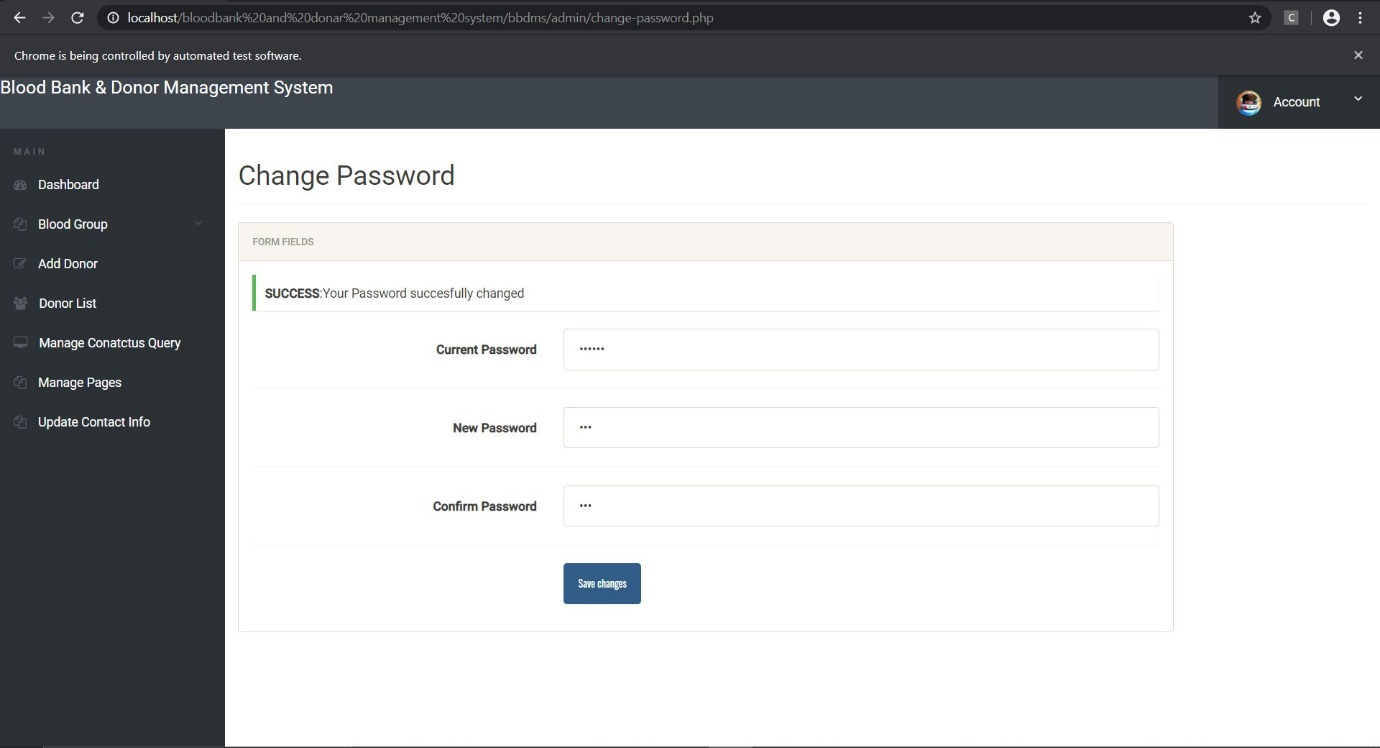 localhost/bloodbank%20and%20donar%20management%20system/bbdms/admin/change-password.php
C
Chrome is being controlled by automated test software.
Blood Bank & Donor Management System
Account
MAIN
Dashboard
Blood Group
Add Donor
Donor List
Manage Conatctus Query
Manage Pages
Update Contact Info
Change Password
FORM FIELDS
SUCCESS:Your Password succesfully changed
Current Password
••••••
New Password
•••
Confirm Password
•••
Save changes